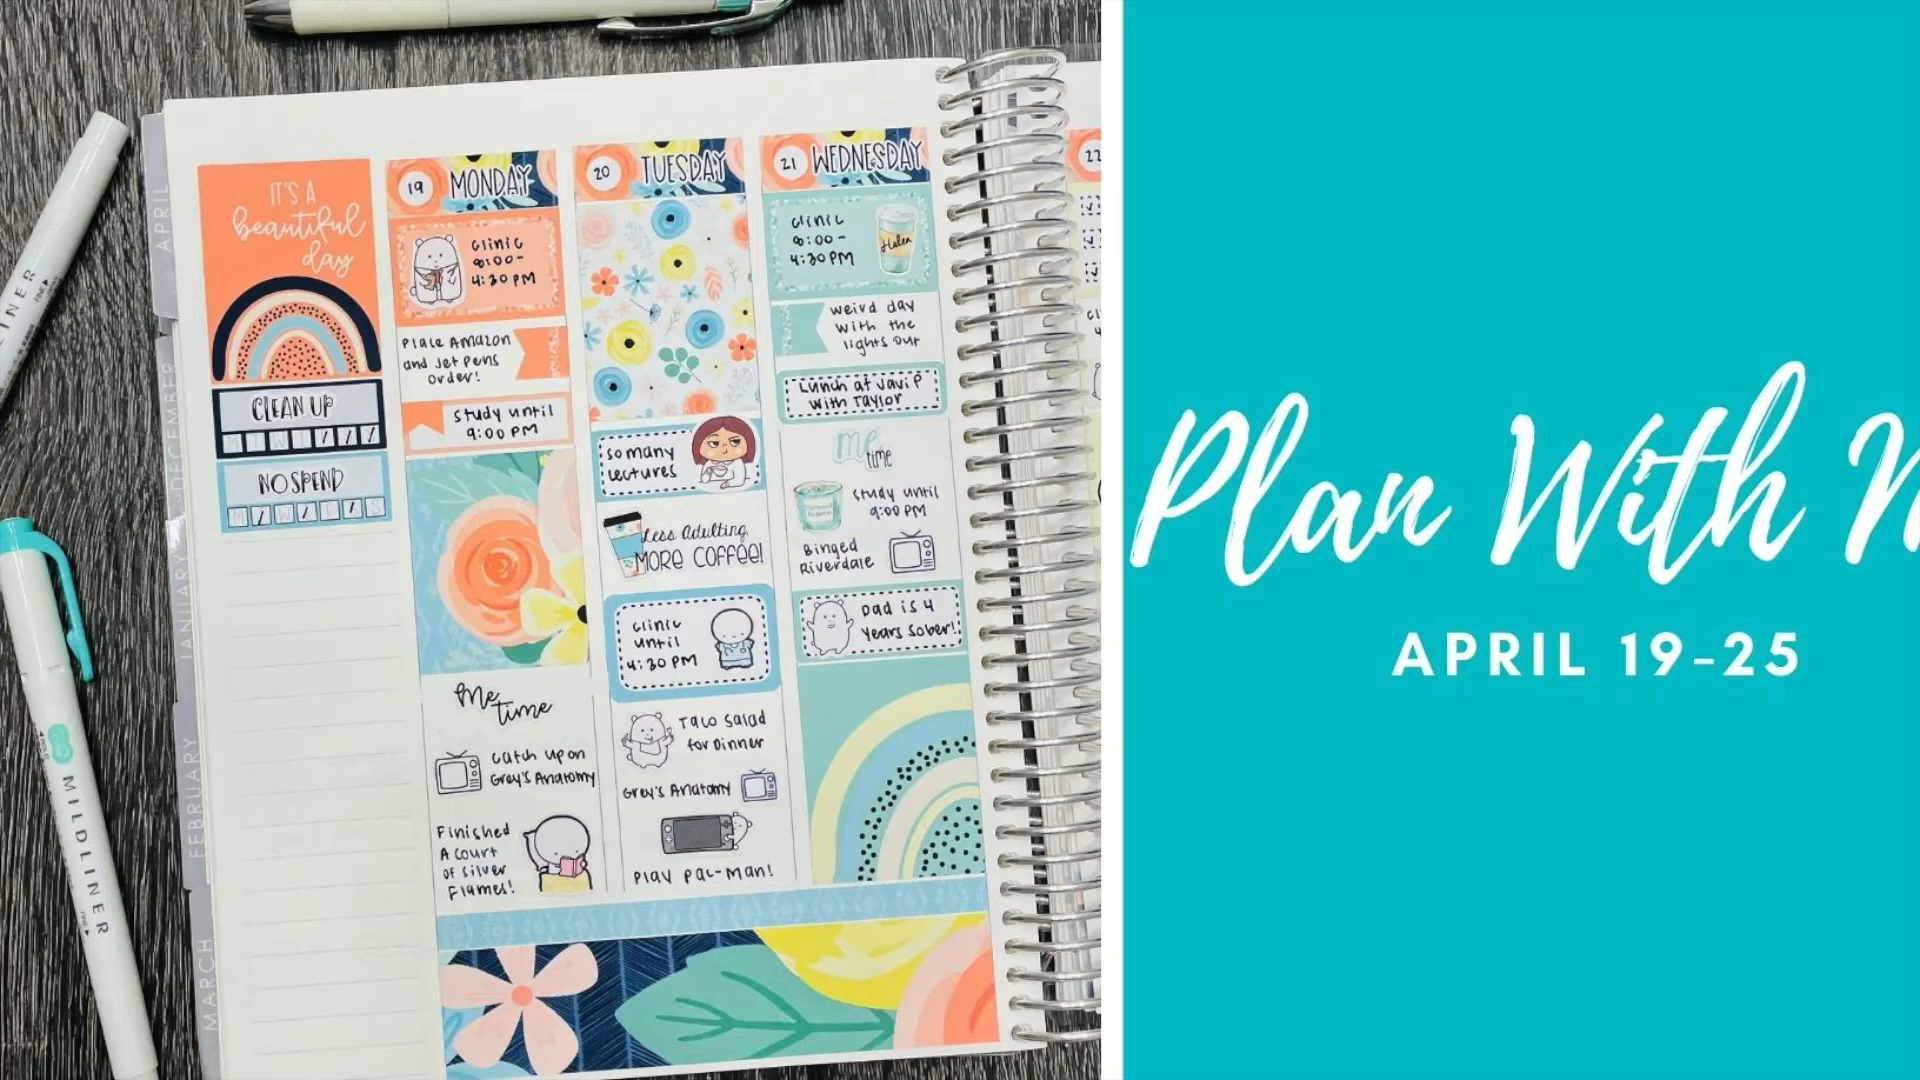 IT'S A
beautiful
day
CLEAN UP
M T W T / / /
NO SPEND
M / W / F / S
19 MONDAY
clinic
8:00-
4:30 PM
Place Amazon
and Jet Pens
order!
study until
9:00 PM
Me
time
catch up on
Grey's Anatomy
Finished
A court
of silver
Flames!
20 TUESDAY
so many
lectures
Less Adulting,
MORE COFFEE!
clinic
until
4:30 PM
Taco Salad
for Dinner
Grey's Anatomy
Play Pac-Man!
21 WEDNESDAY
clinic
8:00-
4:30 PM
Halen
weird day
with the
lights out
Lunch at Javi P
with Taylor
me
time
study until
9:00 PM
Binged
Riverdale
Dad is 4
Years Sober!
22
APRIL
DECEMBER
JANUARY
FEBRUARY
MARCH
LINER
MILDLINER
Plan With M
APRIL 19-25